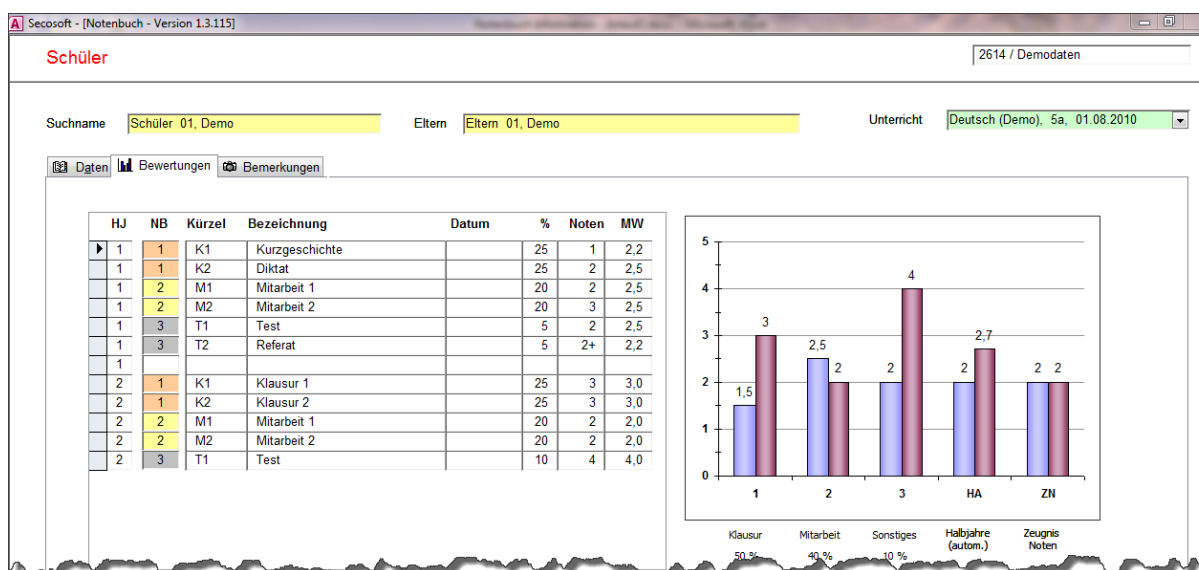 Secosoft - [Notenbuch - Version 1.3.115]
Schüler
2614 / Demodaten
Suchname Schüler 01, Demo Eltern Eltern 01, Demo Unterricht Deutsch (Demo), 5a, 01.08.2010
Daten Bewertungen Bemerkungen
HJ NB Kürzel Bezeichnung Datum % Noten MW
1 1 K1 Kurzgeschichte 25 1 2,2
1 1 K2 Diktat 25 2 2,5
1 2 M1 Mitarbeit 1 20 2 2,5
1 2 M2 Mitarbeit 2 20 3 2,5
1 3 T1 Test 5 2 2,5
1 3 T2 Referat 5 2+ 2,2
1
2 1 K1 Klausur 1 25 3 3,0
2 1 K2 Klausur 2 25 3 3,0
2 2 M1 Mitarbeit 1 20 2 2,0
2 2 M2 Mitarbeit 2 20 2 2,0
2 3 T1 Test 10 4 4,0
5
4
3
2
1
0
1,5 3 2,5 2 2 4 2 2,7 2 2
1 2 3 HA ZN
Klausur Mitarbeit Sonstiges Halbjahre Zeugnis
(autom.) Noten
50 % 40 % 10 %